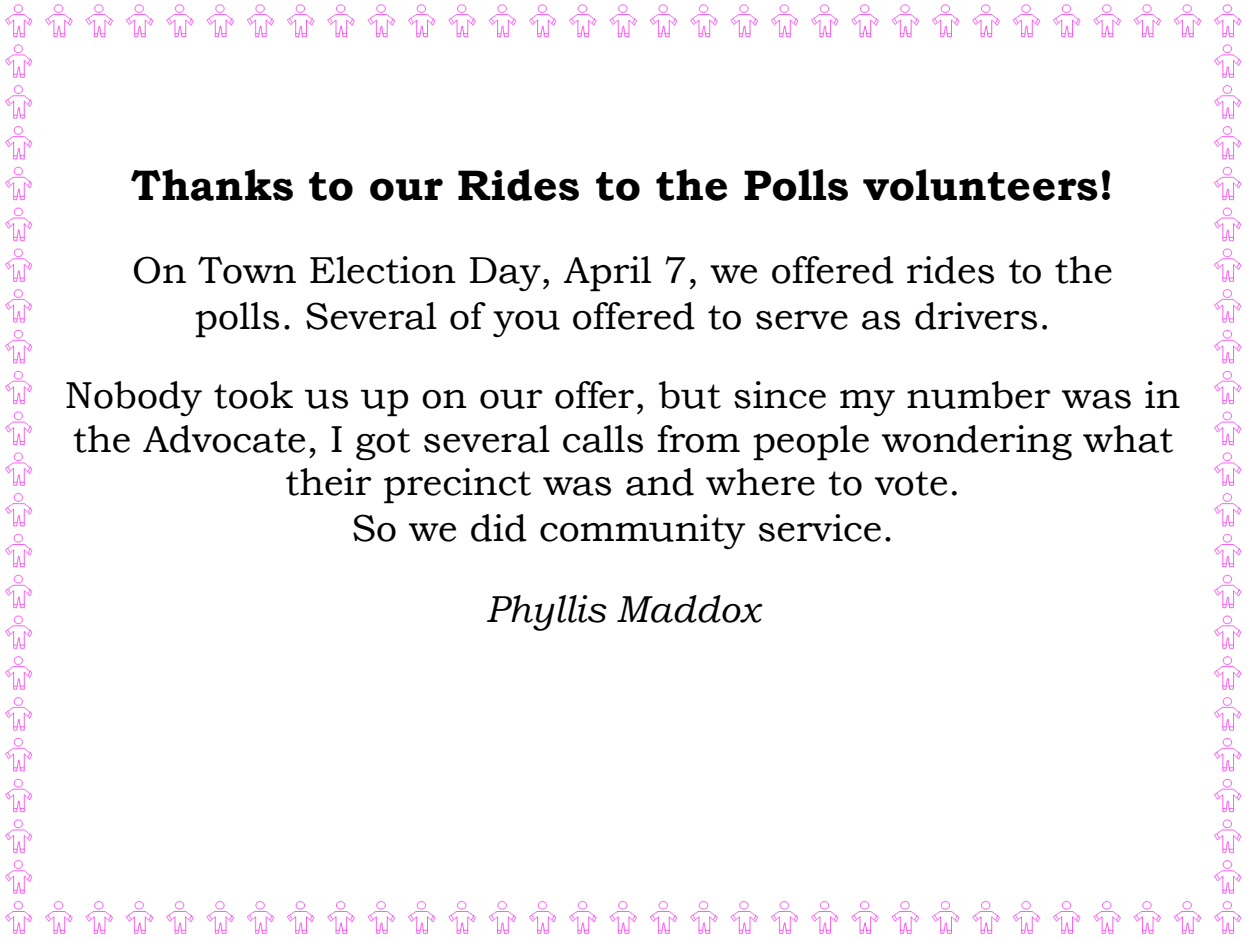 Thanks to our Rides to the Polls volunteers!
On Town Election Day, April 7, we offered rides to the
polls. Several of you offered to serve as drivers.
Nobody took us up on our offer, but since my number was in
the Advocate, I got several calls from people wondering what
their precinct was and where to vote.
So we did community service.
Phyllis Maddox